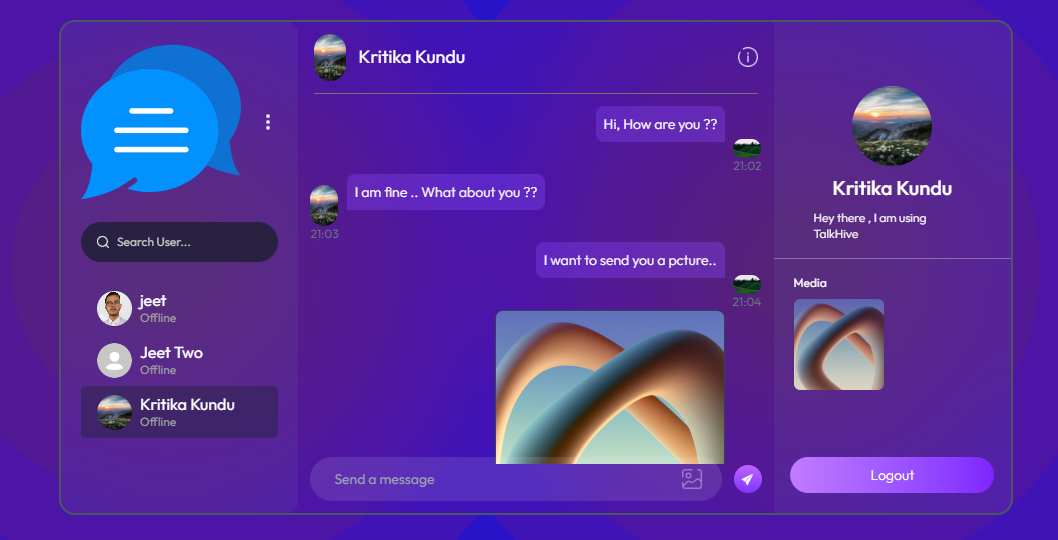 Search User...
jeet
Offline
Jeet Two
Offline
Kritika Kundu
Offline
Kritika Kundu
Hi, How are you ??
21:02
I am fine .. What about you ??
21:03
I want to send you a pcture..
21:04
Send a message
Kritika Kundu
Hey there , I am using
TalkHive
Media
Logout